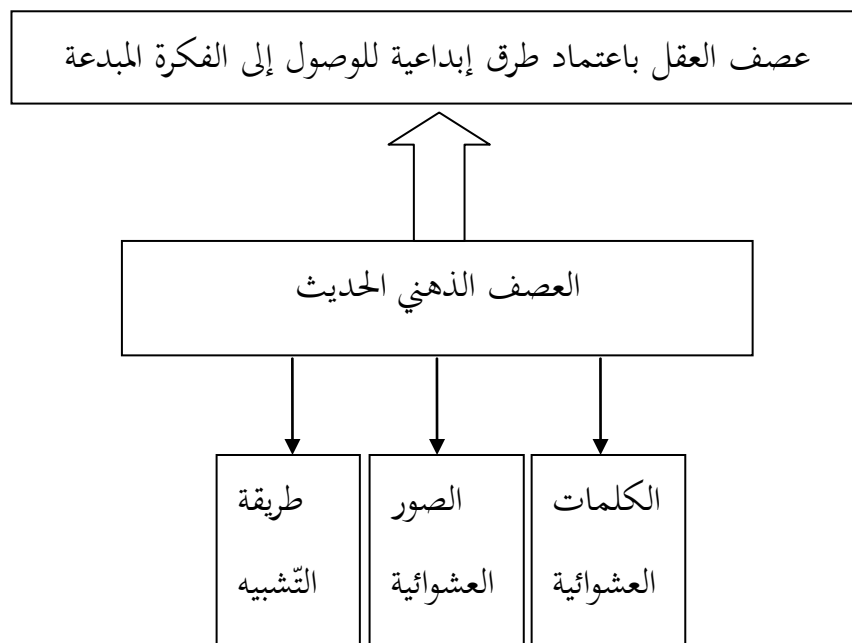 عصف العقل باعتماد طرق إبداعية للوصول إلى الفكرة المبدعة
العصف الذهني الحديث
الكلمات
العشوائية
الصور
العشوائية
طريقة
التّشبيه